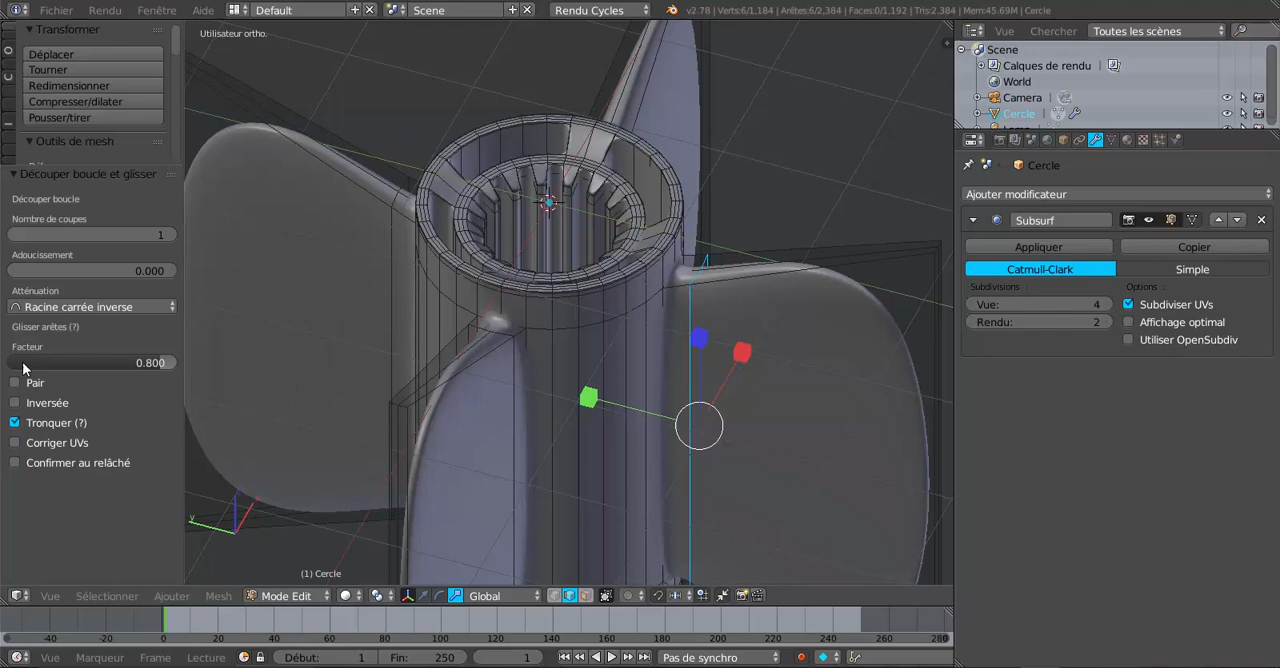 Fichier Rendu Fenêtre Aide Default Scene Rendu Cycles v2.78 | Verts:6/1,184 | Arêtes:6/2,384 | Faces:0/1,192 | Tris:2,384 | Mem:45.69M | Cercle
Transformer
Déplacer
Tourner
Redimensionner
Compresser/dilater
Pousser/tirer
Outils de mesh
Découper boucle et glisser
Découper boucle
Nombre de coupes
1
Adoucissement
0.000
Atténuation
Racine carrée inverse
Glisser arêtes (?)
Facteur
0.800
Pair
Inversée
Tronquer (?)
Corriger UVs
Confirmer au relâché
Utilisateur ortho.
y
(1) Cercle
Vue Sélectionner Ajouter Mesh Mode Edit Global
Vue Chercher Toutes les scènes
Scene
Calques de rendu
World
Camera
Cercle
Cercle
Ajouter modificateur
Subsurf
Appliquer Copier
Catmull-Clark Simple
Subdivisions : Options :
Vue: 4 Subdiviser UVs
Rendu: 2 Affichage optimal
Utiliser OpenSubdiv
-40 -20 0 20 40 60 80 100 120 140 160 180 200 220 240 260 280
Vue Marqueur Frame Lecture Début: 1 Fin: 250 1 Pas de synchro